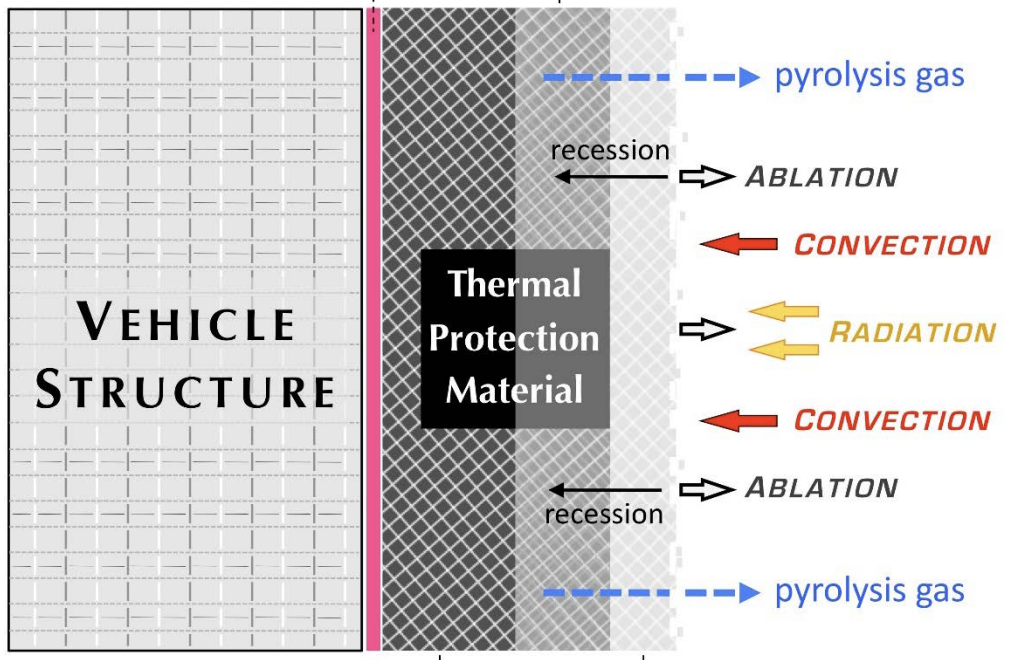 pyrolysis gas
recession
ABLATION
CONVECTION
VEHICLE
STRUCTURE
Thermal
Protection
Material
RADIATION
CONVECTION
ABLATION
recession
pyrolysis gas